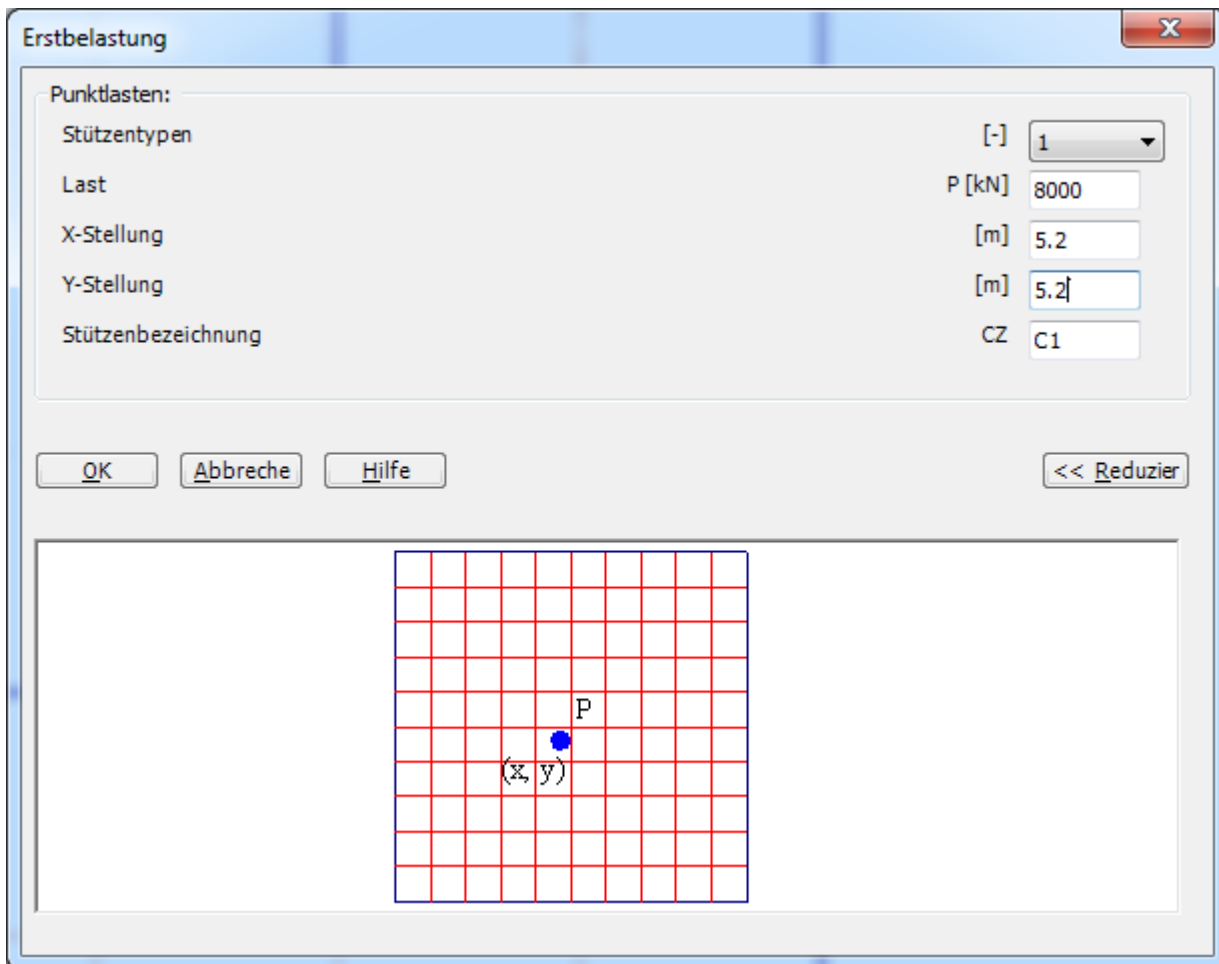 Erstbelastung
Punktlasten:
Stützentypen [-] 1
Last P [kN] 8000
X-Stellung [m] 5.2
Y-Stellung [m] 5.2
Stützenbezeichnung CZ C1
OK Abbreche Hilfe << Reduzier
P
(x, y)